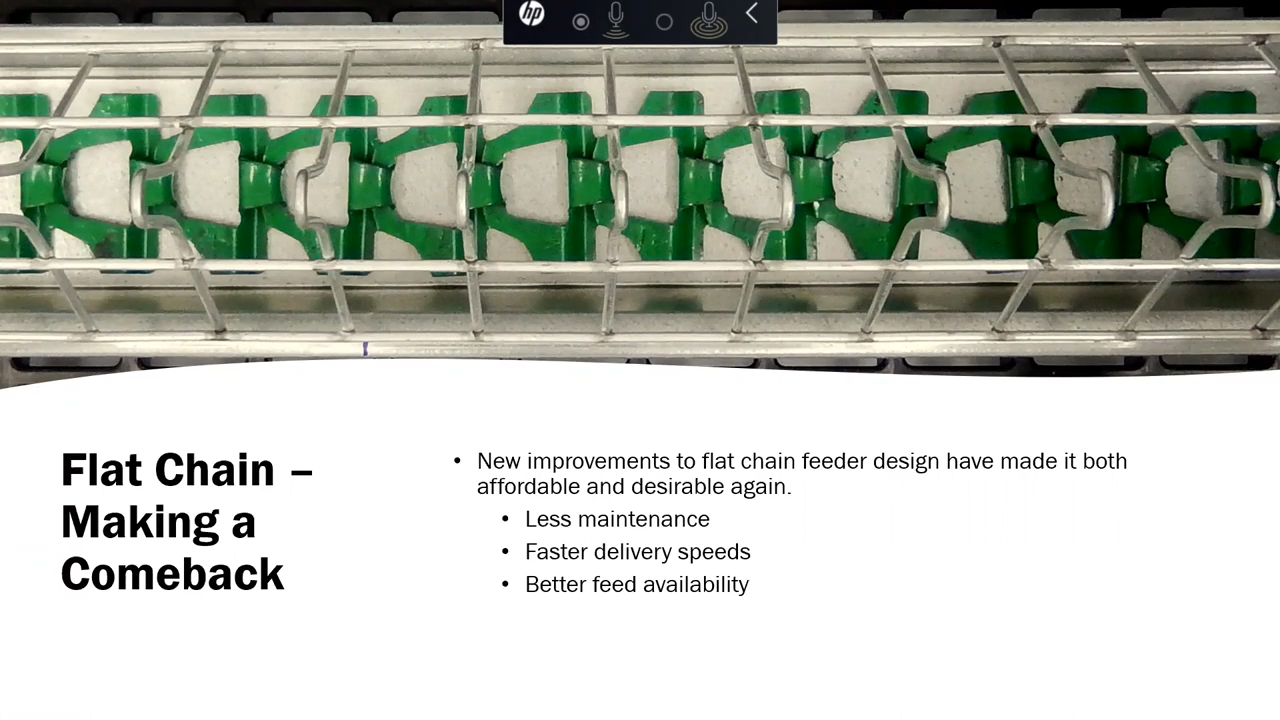 hp
Flat Chain –
Making a
Comeback
• New improvements to flat chain feeder design have made it both
affordable and desirable again.
• Less maintenance
• Faster delivery speeds
• Better feed availability